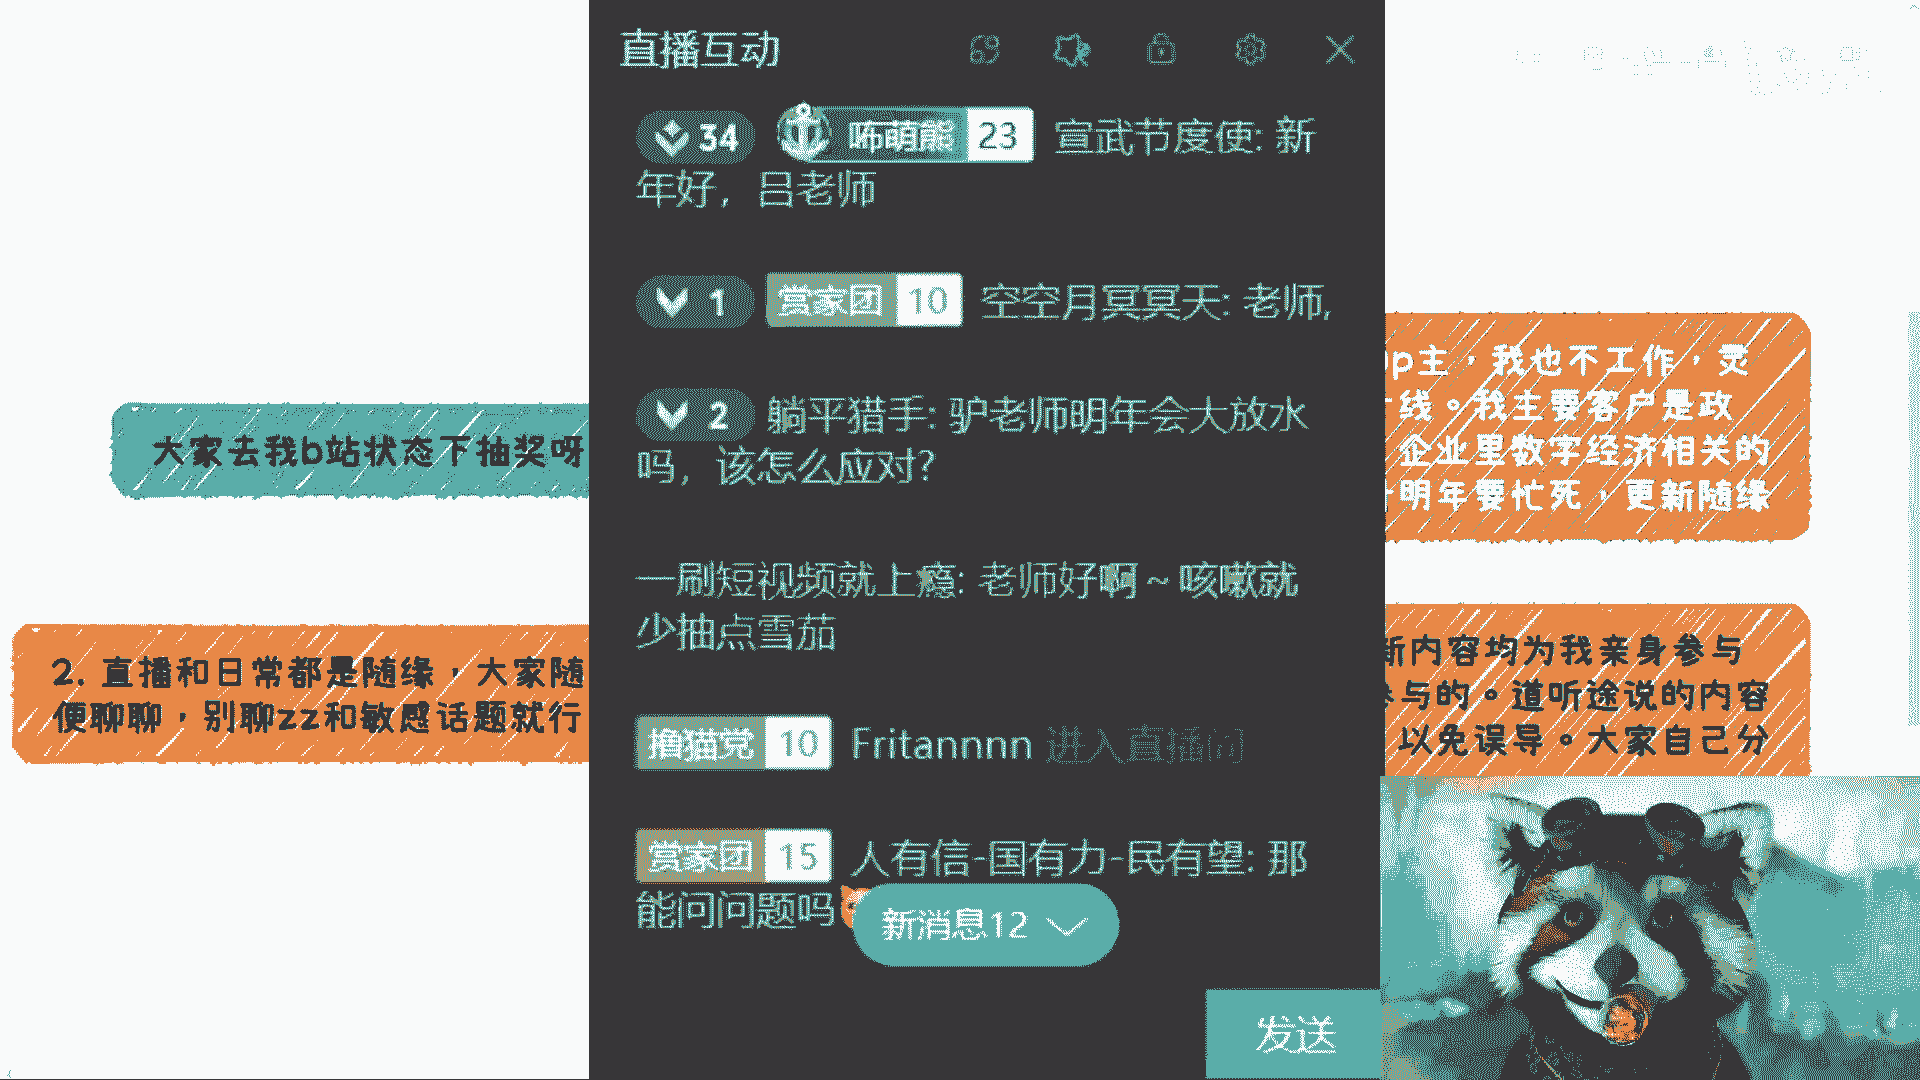 直播互动
34 咘萌熊 23 宣武节度使: 新
年好，吕老师
1 赏家团 10 空空月冥冥天: 老师,
2 躺平猎手: 驴老师明年会大放水
吗，该怎么应对?
一刷短视频就上瘾: 老师好啊~咳嗽就
少抽点雪茄
撸猫党 10 Fritannnn 进入直播间
赏家团 15 人有信-国有力-民有望: 那
能问问题吗
新消息12
发送
大家去我b站状态下抽奖呀
2. 直播和日常都是随缘，大家随
便聊聊，别聊zz和敏感话题就行
up主，我也不工作，灵
线。我主要客户是政
企业里数字经济相关的
明年要忙死，更新随缘
新内容均为我亲身参与
参与的。道听途说的内容
以免误导。大家自己分